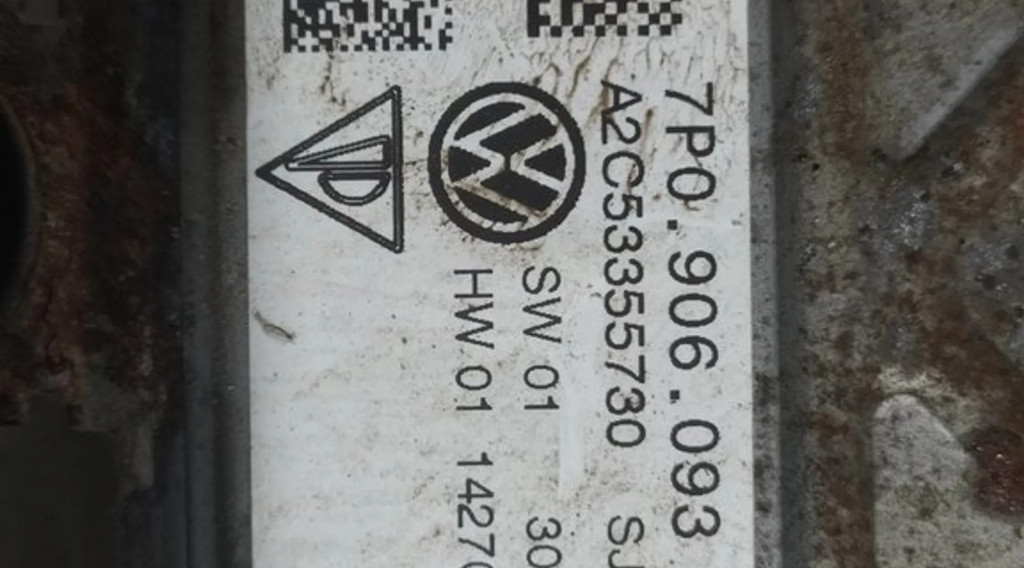 7P0.906.093
A2C53355730 SJ
SW 01 30
HW 01 1427